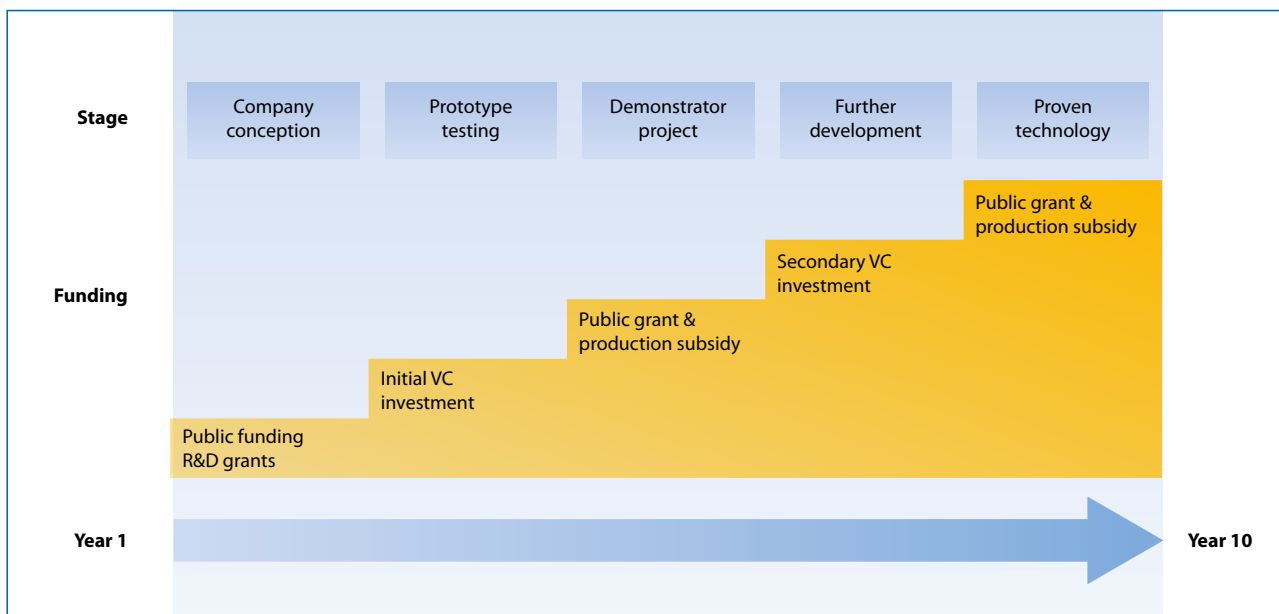 Stage
Company
conception
Prototype
testing
Demonstrator
project
Further
development
Proven
technology
Funding
Public grant &
production subsidy
Secondary VC
investment
Public grant &
production subsidy
Initial VC
investment
Public funding
R&D grants
Year 1
Year 10